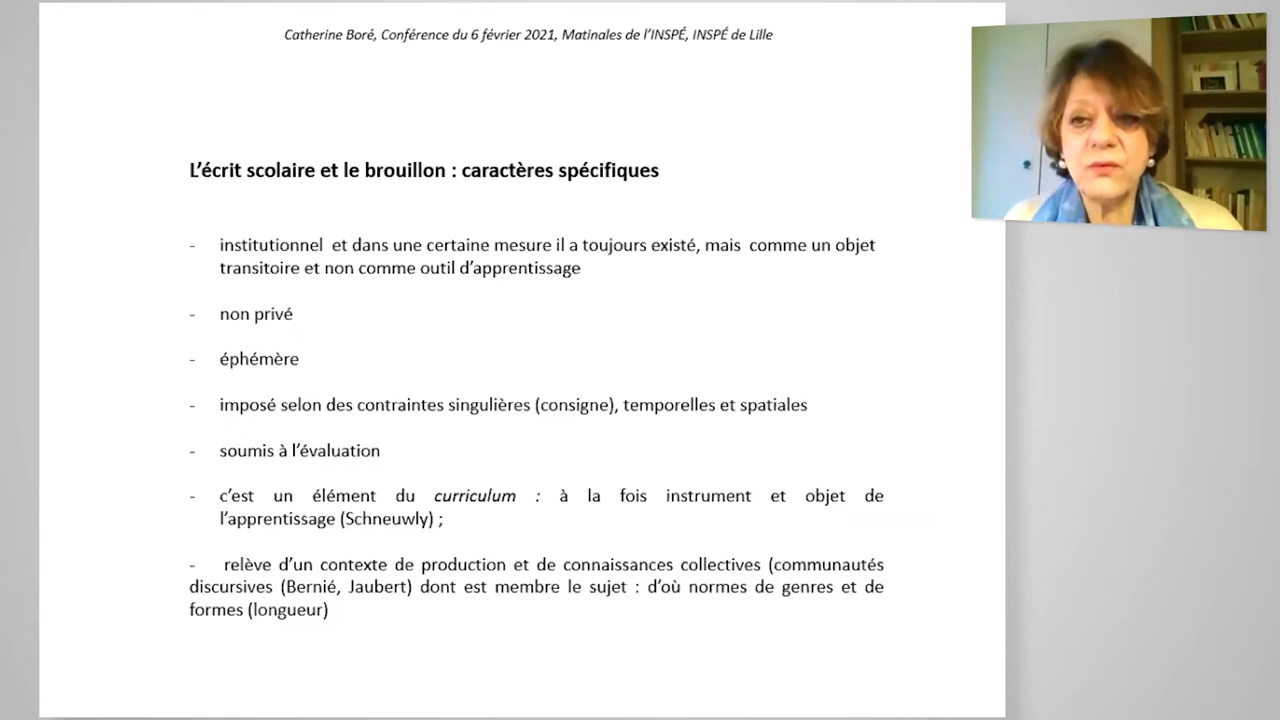 Catherine Boré, Conférence du 6 février 2021, Matinales de l'INSPÉ, INSPÉ de Lille
L'écrit scolaire et le brouillon : caractères spécifiques
- institutionnel et dans une certaine mesure il a toujours existé, mais comme un objet
transitoire et non comme outil d'apprentissage
- non privé
- éphémère
- imposé selon des contraintes singulières (consigne), temporelles et spatiales
- soumis à l'évaluation
- c'est un élément du curriculum : à la fois instrument et objet de
l'apprentissage (Schneuwly) ;
- relève d'un contexte de production et de connaissances collectives (communautés
discursives (Bernié, Jaubert) dont est membre le sujet : d'où normes de genres et de
formes (longueur)